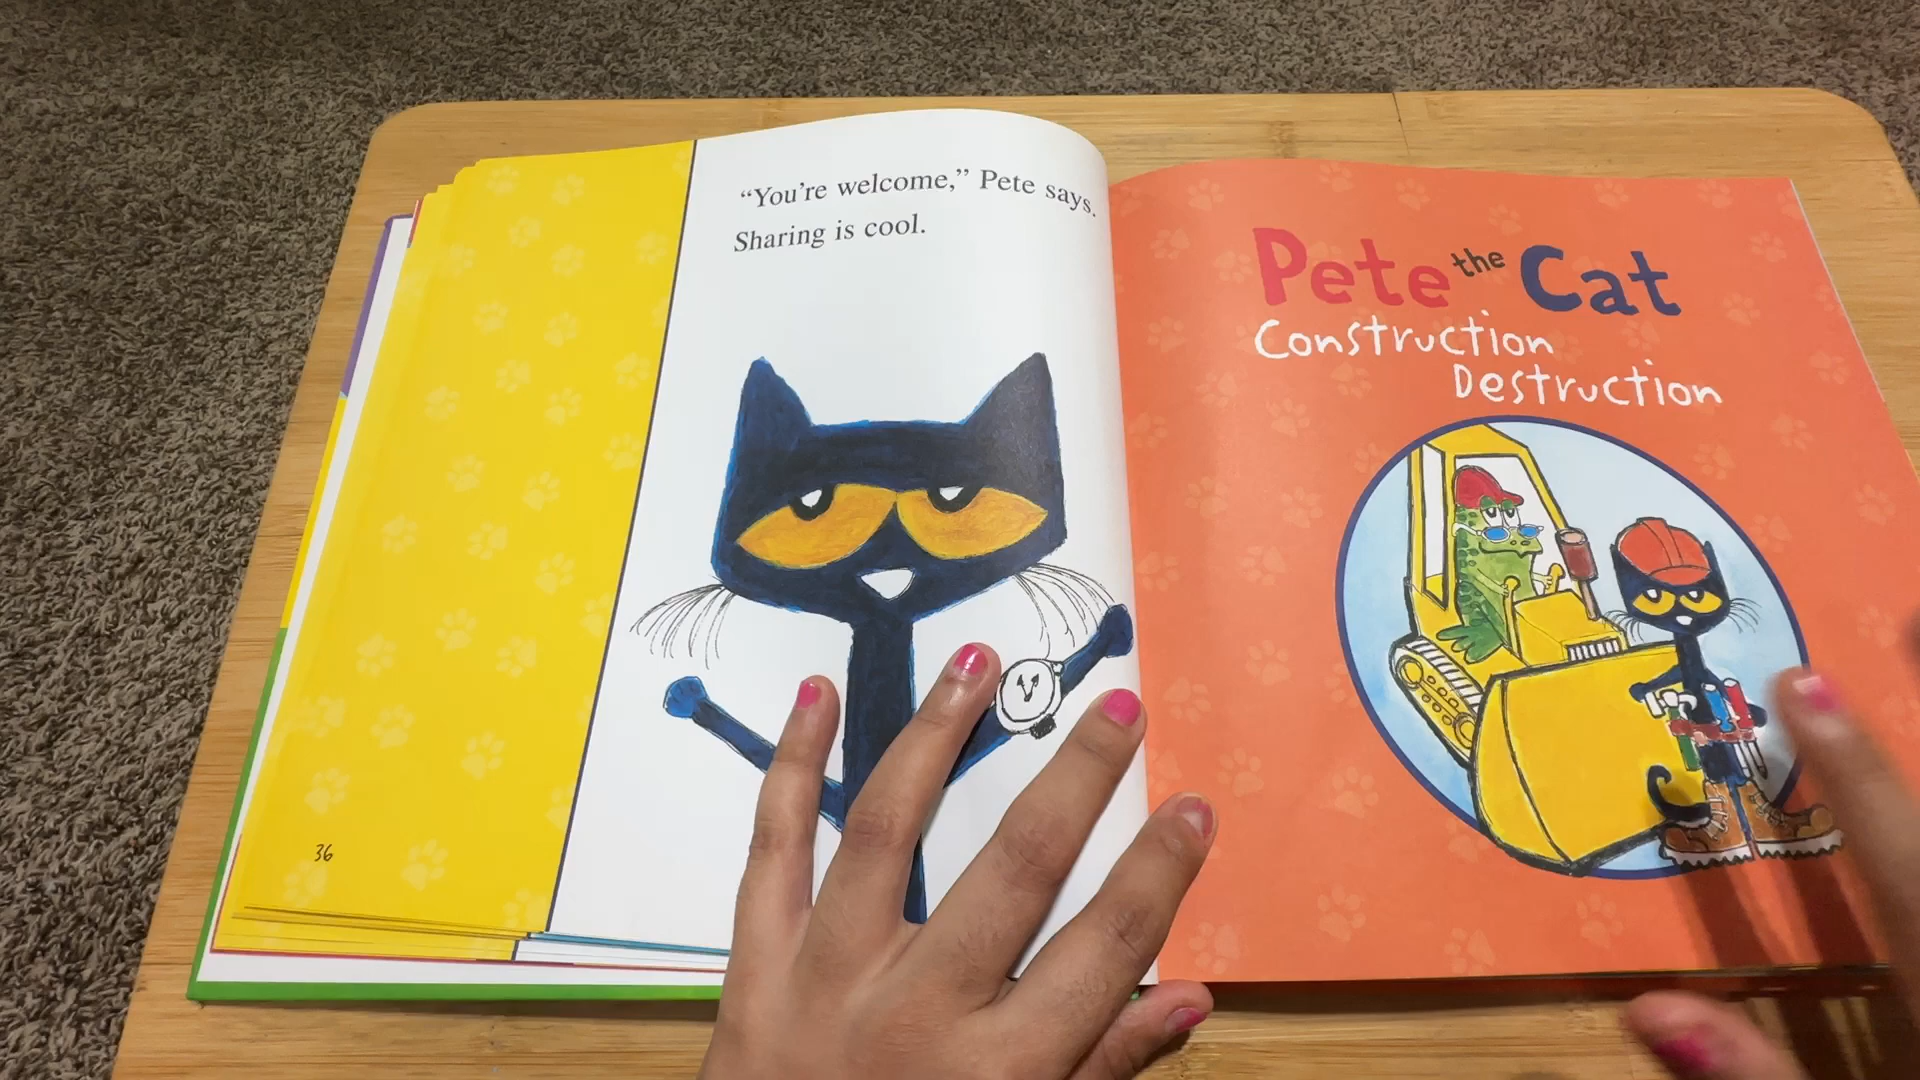 “You’re welcome,” Pete says.
Sharing is cool.
36
Pete the Cat
Construction
Destruction